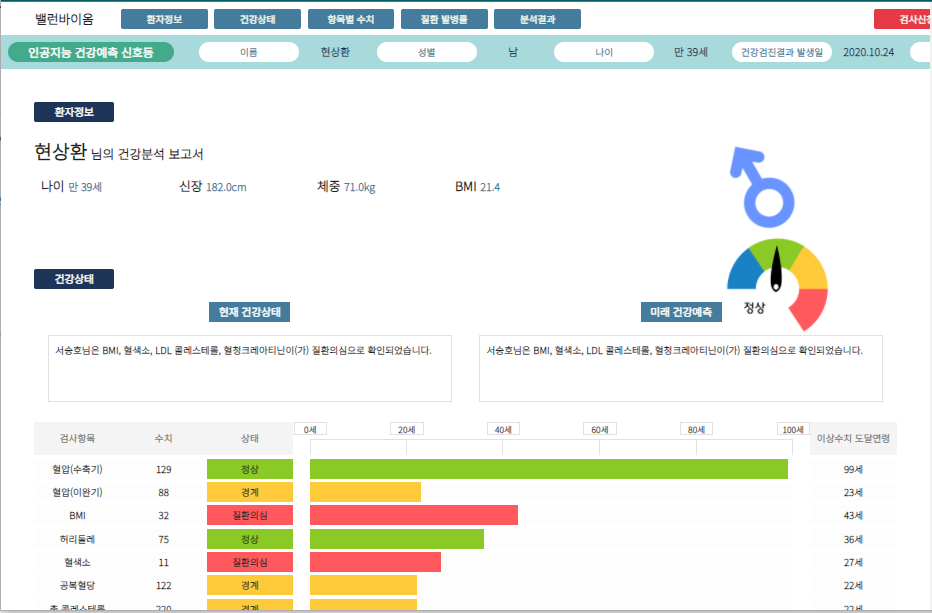 밸런바이옴 환자정보 건강상태 항목별 수치 질환 발병률 분석결과 검사신청
인공지능 건강예측 신호등 이름 현상환 성별 남 나이 만 39세 건강검진결과 발생일 2020.10.24
환자정보
현상환 님의 건강분석 보고서
나이 만 39세 신장 182.0cm 체중 71.0kg BMI 21.4
정상
건강상태
현재 건강상태 미래 건강예측
서승호님은 BMI, 혈색소, LDL 콜레스테롤, 혈청크레아티닌이(가) 질환의심으로 확인되었습니다. 서승호님은 BMI, 혈색소, LDL 콜레스테롤, 혈청크레아티닌이(가) 질환의심으로 확인되었습니다.
검사항목 수치 상태 0세 20세 40세 60세 80세 100세 이상수치 도달연령
혈압(수축기) 129 정상 99세
혈압(이완기) 88 경계 23세
BMI 32 질환의심 43세
허리둘레 75 정상 36세
혈색소 11 질환의심 27세
공복혈당 122 경계 22세
총 콜레스테롤 220 경계 22세